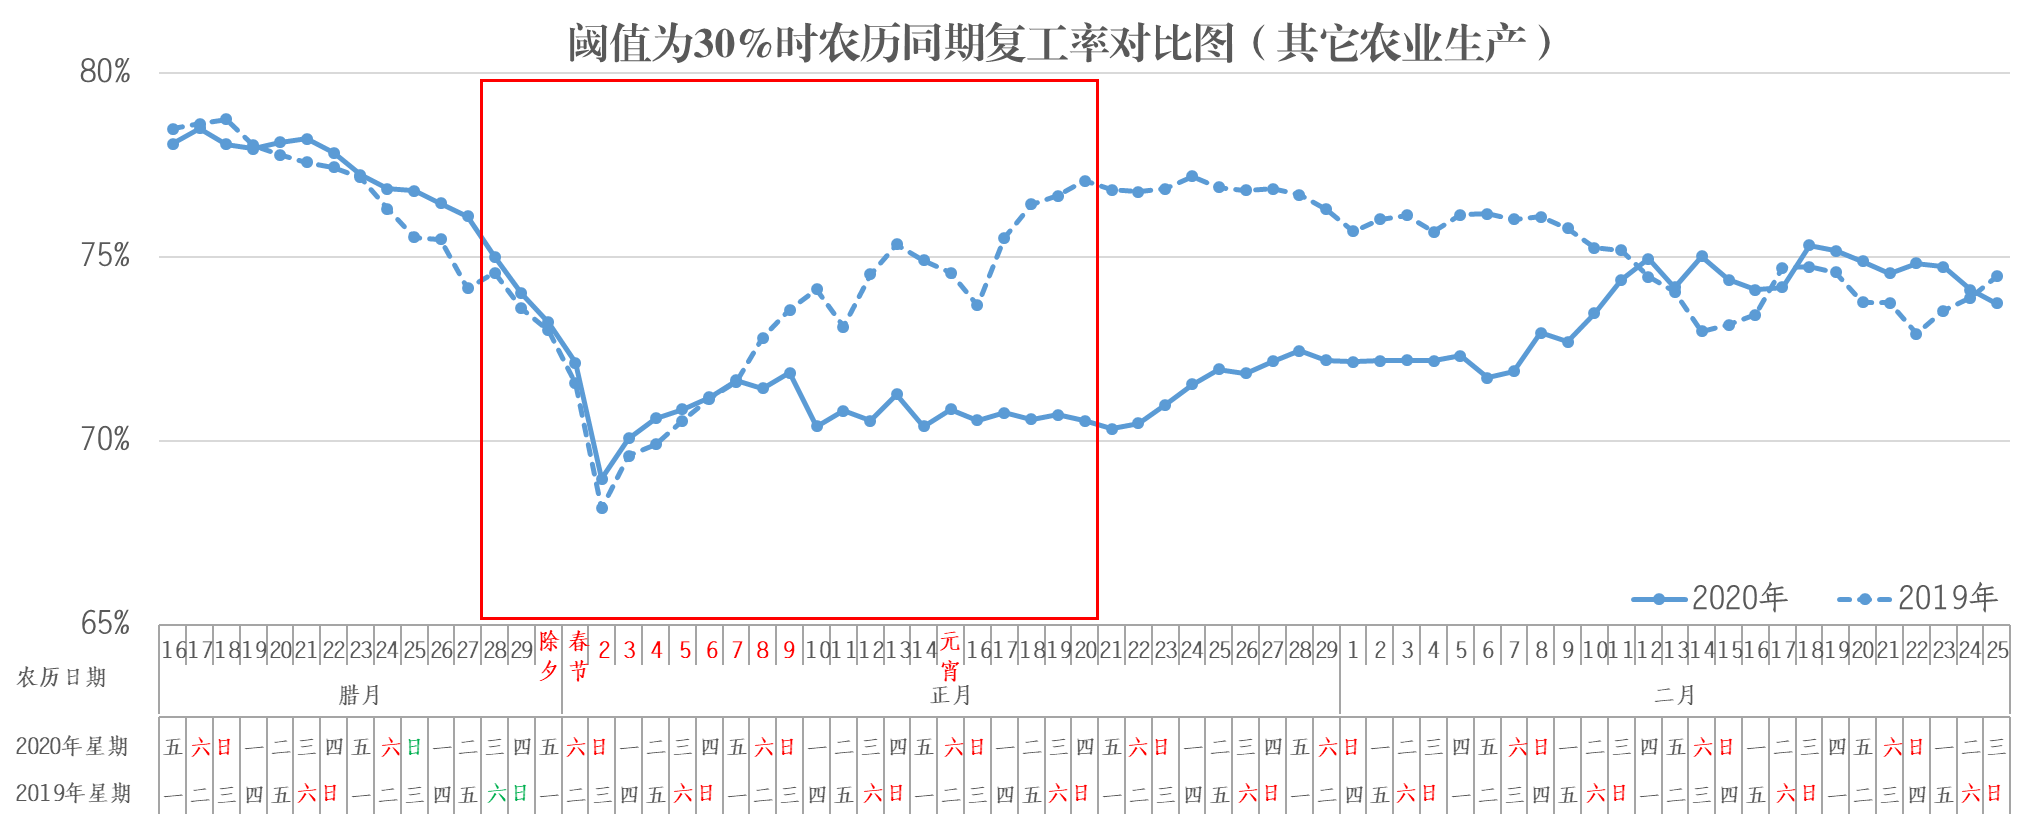 阈值为30%时农历同期复工率对比图（其它农业生产）
80%
75%
70%
65%
2020年 2019年
16 17 18 19 20 21 22 23 24 25 26 27 28 29 除夕 春节 2 3 4 5 6 7 8 9 10 11 12 13 14 元宵 16 17 18 19 20 21 22 23 24 25 26 27 28 29 1 2 3 4 5 6 7 8 9 10 11 12 13 14 15 16 17 18 19 20 21 22 23 24 25
农历日期
腊月 正月 二月
2020年星期 五 六 日 一 二 三 四 五 六 日 一 二 三 四 五 六 日 一 二 三 四 五 六 日 一 二 三 四 五 六 日 一 二 三 四 五 六 日 一 二 三 四 五 六 日 一 二 三 四 五 六 日 一 二 三 四 五 六 日 一 二 三 四 五 六 日 一 二 三
2019年星期 一 二 三 四 五 六 日 一 二 三 四 五 六 日 一 二 三 四 五 六 日 一 二 三 四 五 六 日 一 二 三 四 五 六 日 一 二 三 四 五 六 日 一 二 四 五 六 日 一 二 三 四 五 六 日 一 二 三 四 五 六 日 一 二 三 四 五 六 日